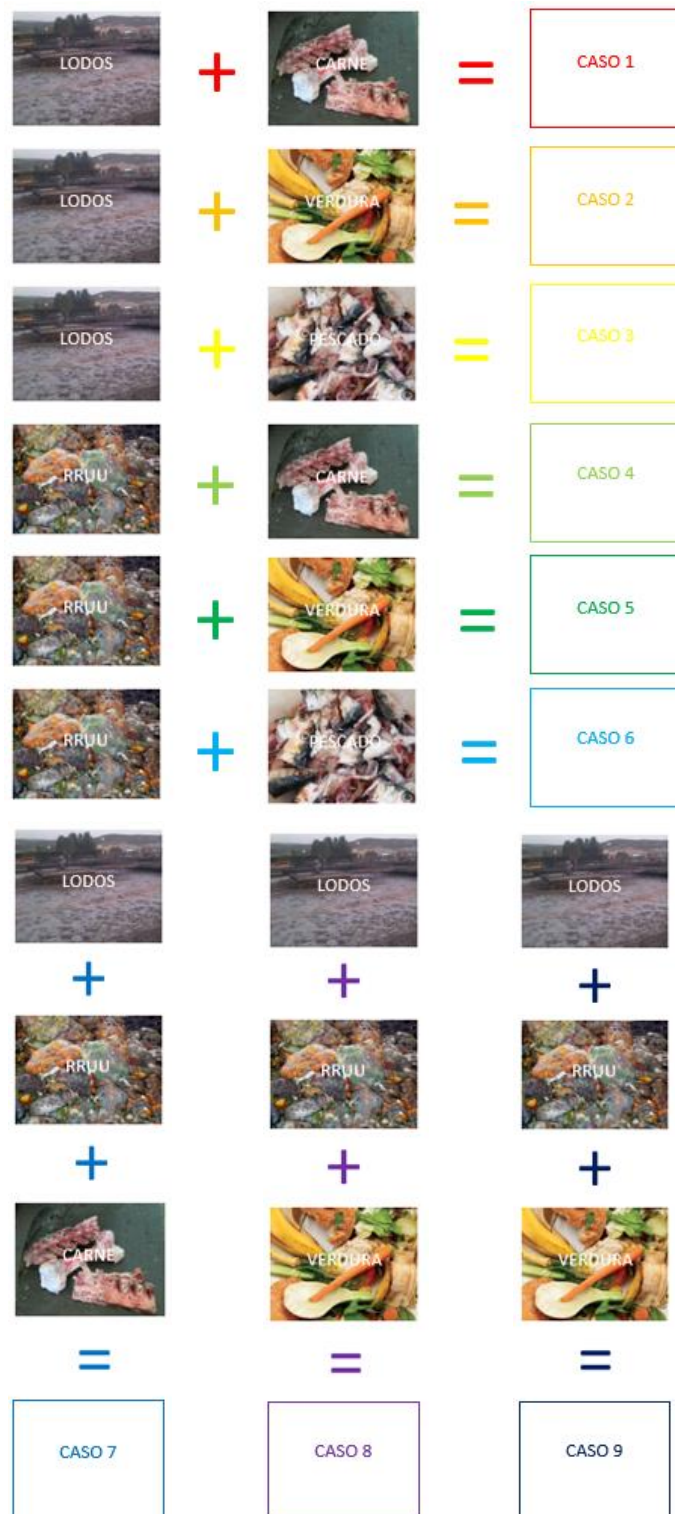 LODOS + CARNE = CASO 1
LODOS + VERDURA = CASO 2
LODOS + PESCADO = CASO 3
RRUU + CARNE = CASO 4
RRUU + VERDURA = CASO 5
RRUU + PESCADO = CASO 6
LODOS LODOS LODOS
+ + +
RRUU RRUU RRUU
+ + +
CARNE VERDURA VERDURA
= = =
CASO 7 CASO 8 CASO 9